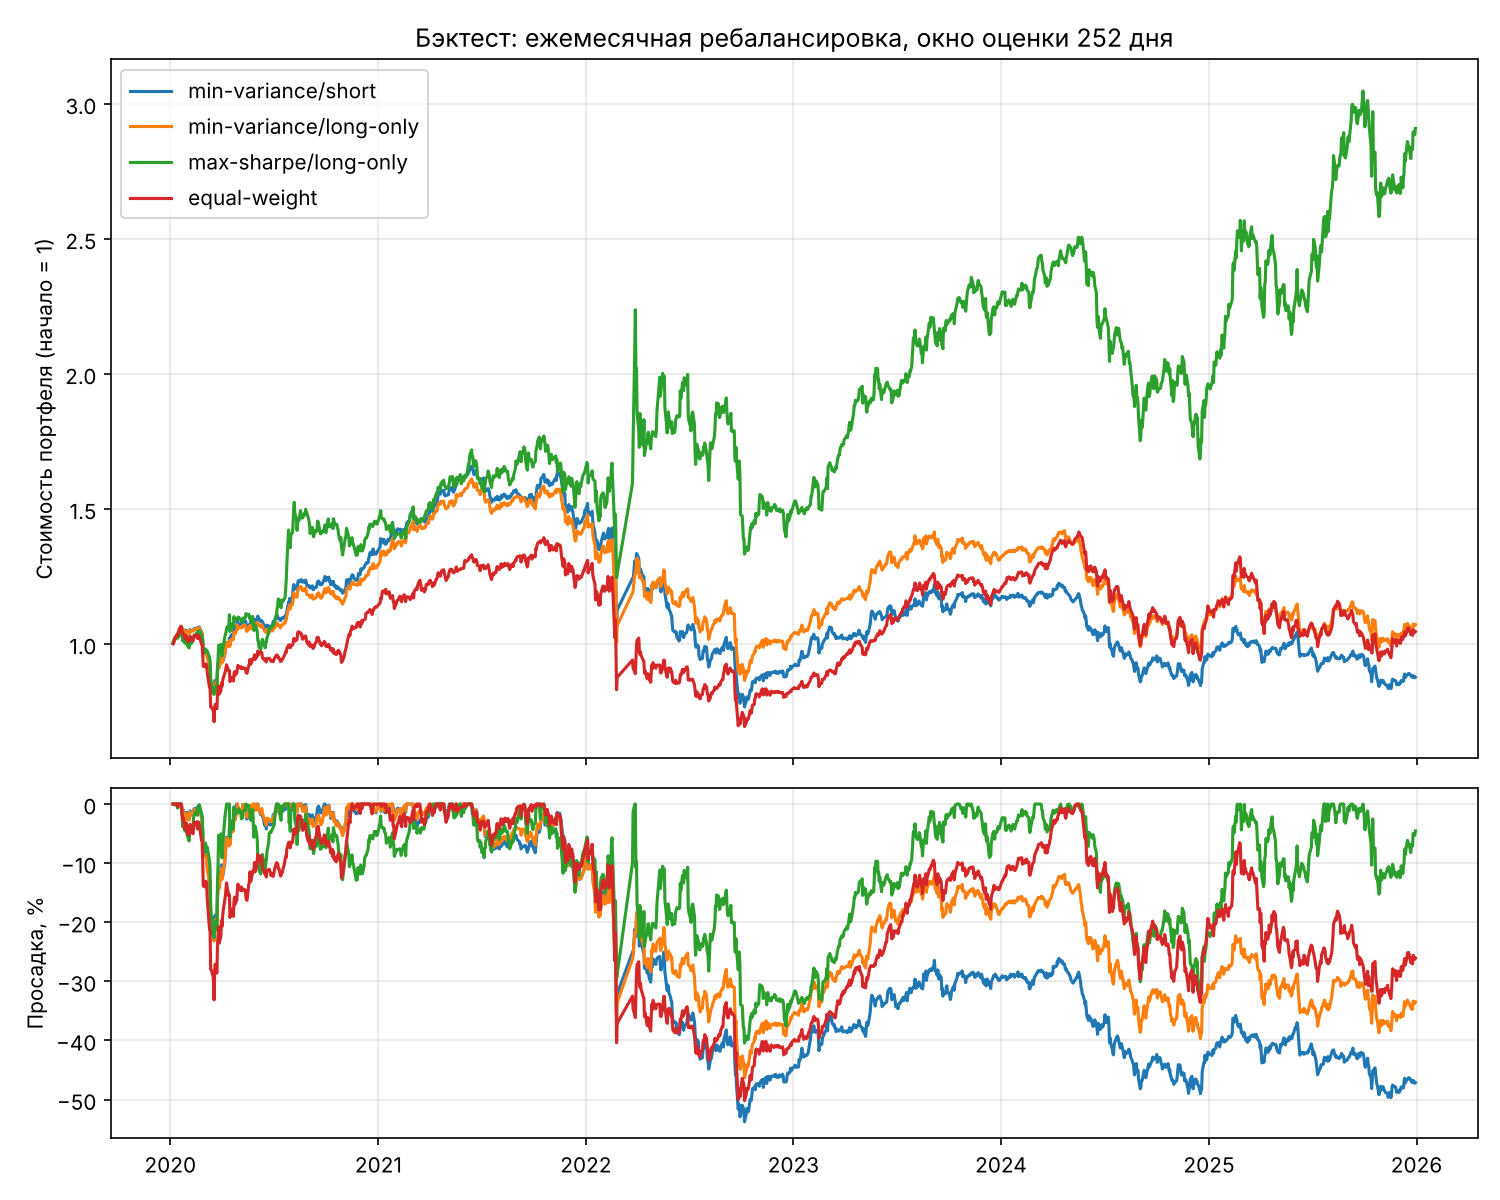 Бэктест: ежемесячная ребалансировка, окно оценки 252 дня
min-variance/short
min-variance/long-only
max-sharpe/long-only
equal-weight
Стоимость портфеля (начало = 1)
3.0
2.5
2.0
1.5
1.0
Просадка, %
0
−10
−20
−30
−40
−50
2020 2021 2022 2023 2024 2025 2026